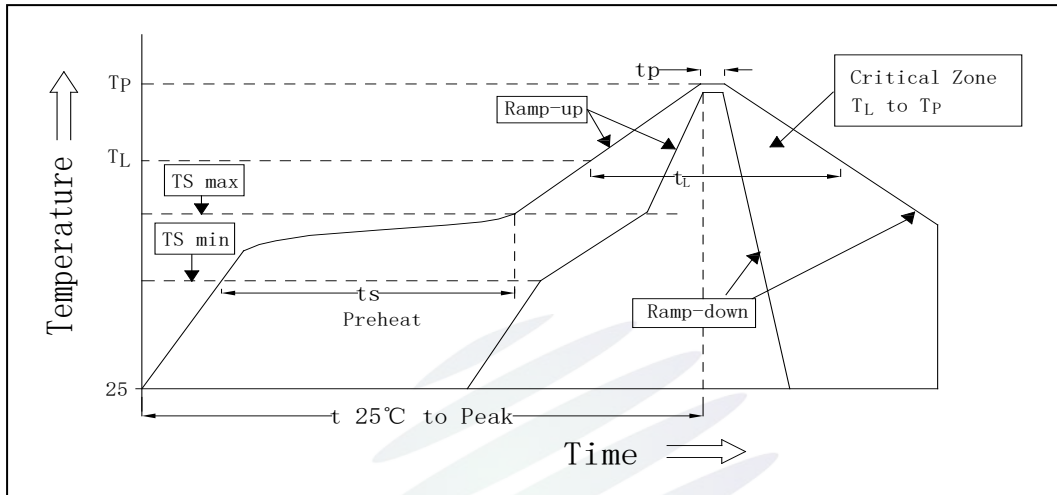 tp
TP
Critical Zone
TL to TP
Ramp-up
TL
TS max
tL
TS min
ts
Preheat
Ramp-down
Temperature
25
t 25℃ to Peak
Time